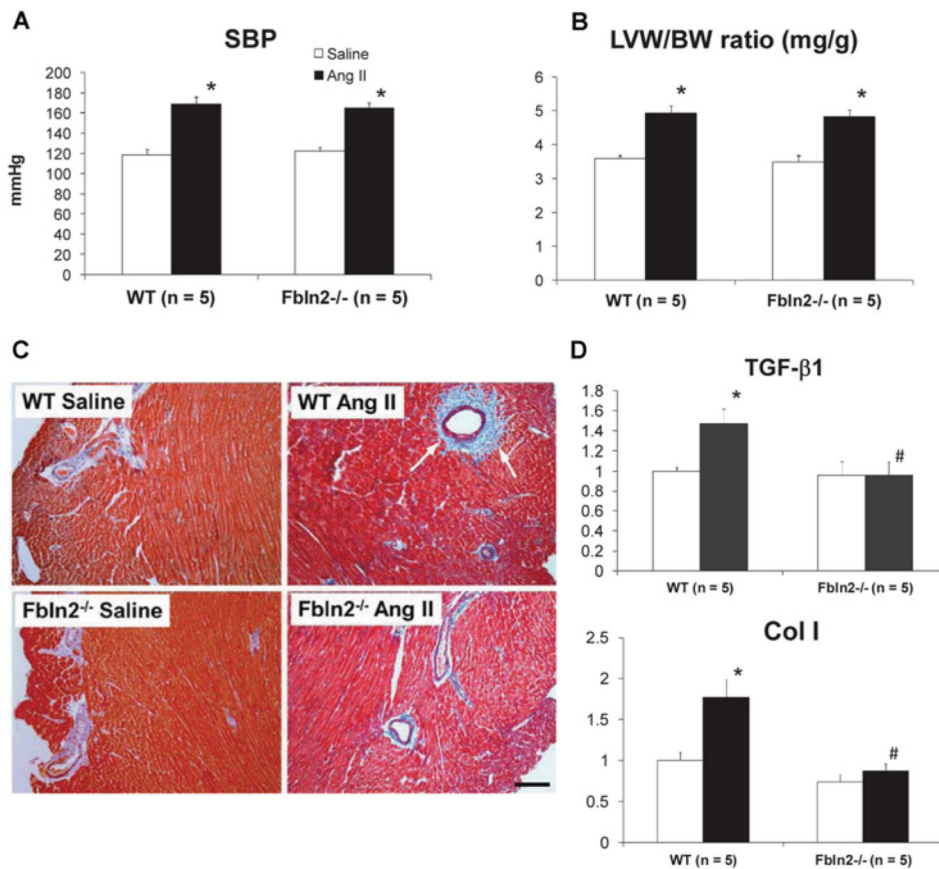 A
SBP
Saline
Ang II
mmHg
200
180
160
140
120
100
80
60
40
20
0
*
*
WT (n = 5)
Fbln2-/- (n = 5)
B
LVW/BW ratio (mg/g)
6
5
4
3
2
1
0
*
*
WT (n = 5)
Fbln2-/- (n = 5)
C
WT Saline
WT Ang II
Fbln2-/- Saline
Fbln2-/- Ang II
D
TGF-β1
1.8
1.6
1.4
1.2
1
0.8
0.6
0.4
0.2
0
*
#
WT (n = 5)
Fbln2-/- (n = 5)
Col I
2.5
2
1.5
1
0.5
0
*
#
WT (n = 5)
Fbln2-/- (n = 5)